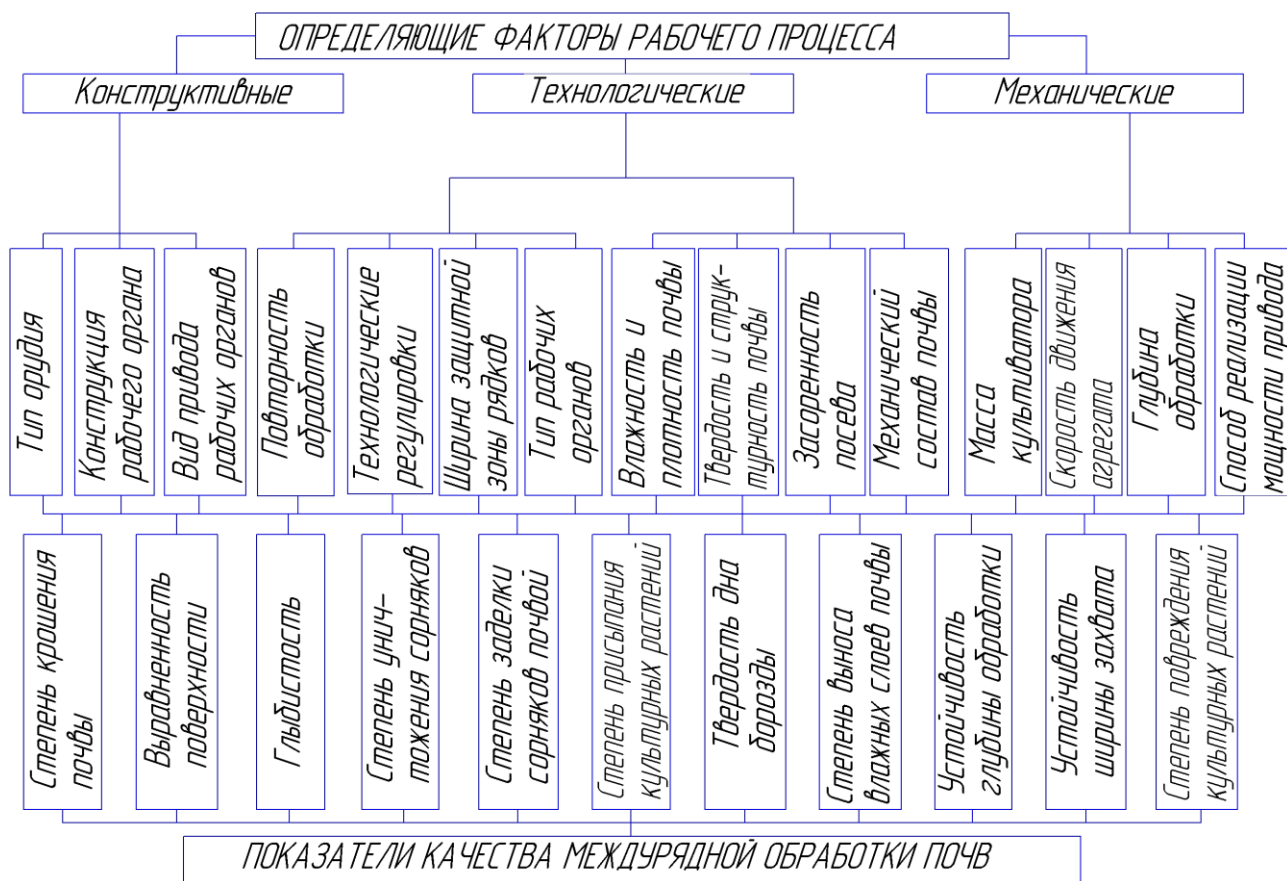 ОПРЕДЕЛЯЮЩИЕ ФАКТОРЫ РАБОЧЕГО ПРОЦЕССА
Конструктивные
Технологические
Механические
Тип орудия
Конструкция
рабочего органа
Вид привода
рабочих органов
Повторность
обработки
Технологические
регулировки
Ширина защитной
зоны рядков
Тип рабочих
органов
Влажность и
плотность почвы
Твердость и струк-
турность почвы
Засоренность
посева
Механический
состав почвы
Масса
культиватора
Скорость движения
агрегата
Глубина
обработки
Способ реализации
мощности привода
Степень крошения
почвы
Выравненность
поверхности
Глыбистость
Степень унич-
тожения сорняков
Степень заделки
сорняков почвой
Степень присыпания
культурных растений
Твердость дна
борозды
Степень выноса
влажных слоев почвы
Устойчивость
глубины обработки
Устойчивость
ширины захвата
Степень повреждения
культурных растений
ПОКАЗАТЕЛИ КАЧЕСТВА МЕЖДУРЯДНОЙ ОБРАБОТКИ ПОЧВ